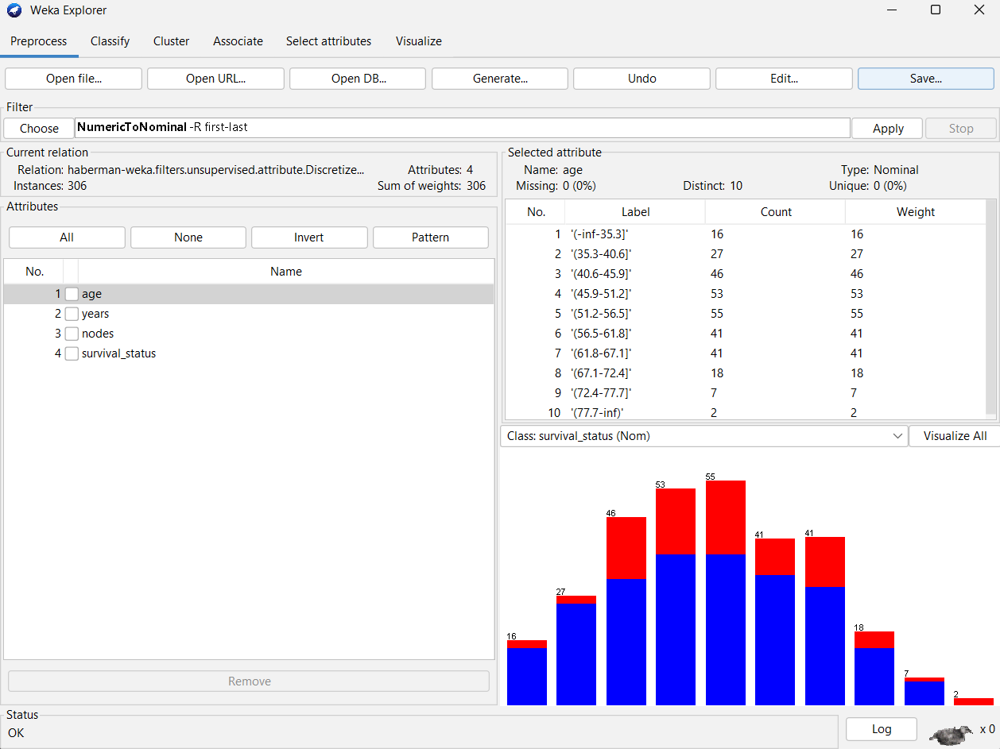 Weka Explorer
Preprocess Classify Cluster Associate Select attributes Visualize
Open file... Open URL... Open DB... Generate... Undo Edit... Save...
Filter
Choose NumericToNominal -R first-last Apply Stop
Current relation
Relation: haberman-weka.filters.unsupervised.attribute.Discretize... Attributes: 4
Instances: 306 Sum of weights: 306
Attributes
All None Invert Pattern
No. Name
1 age
2 years
3 nodes
4 survival_status
Remove
Selected attribute
Name: age Type: Nominal
Missing: 0 (0%) Distinct: 10 Unique: 0 (0%)
No. Label Count Weight
1 '(-inf-35.3]' 16 16
2 '(35.3-40.6]' 27 27
3 '(40.6-45.9]' 46 46
4 '(45.9-51.2]' 53 53
5 '(51.2-56.5]' 55 55
6 '(56.5-61.8]' 41 41
7 '(61.8-67.1]' 41 41
8 '(67.1-72.4]' 18 18
9 '(72.4-77.7]' 7 7
10 '(77.7-inf)' 2 2
Class: survival_status (Nom) Visualize All
16 27 46 53 55 41 41 18 7 2
Status
OK
Log x 0